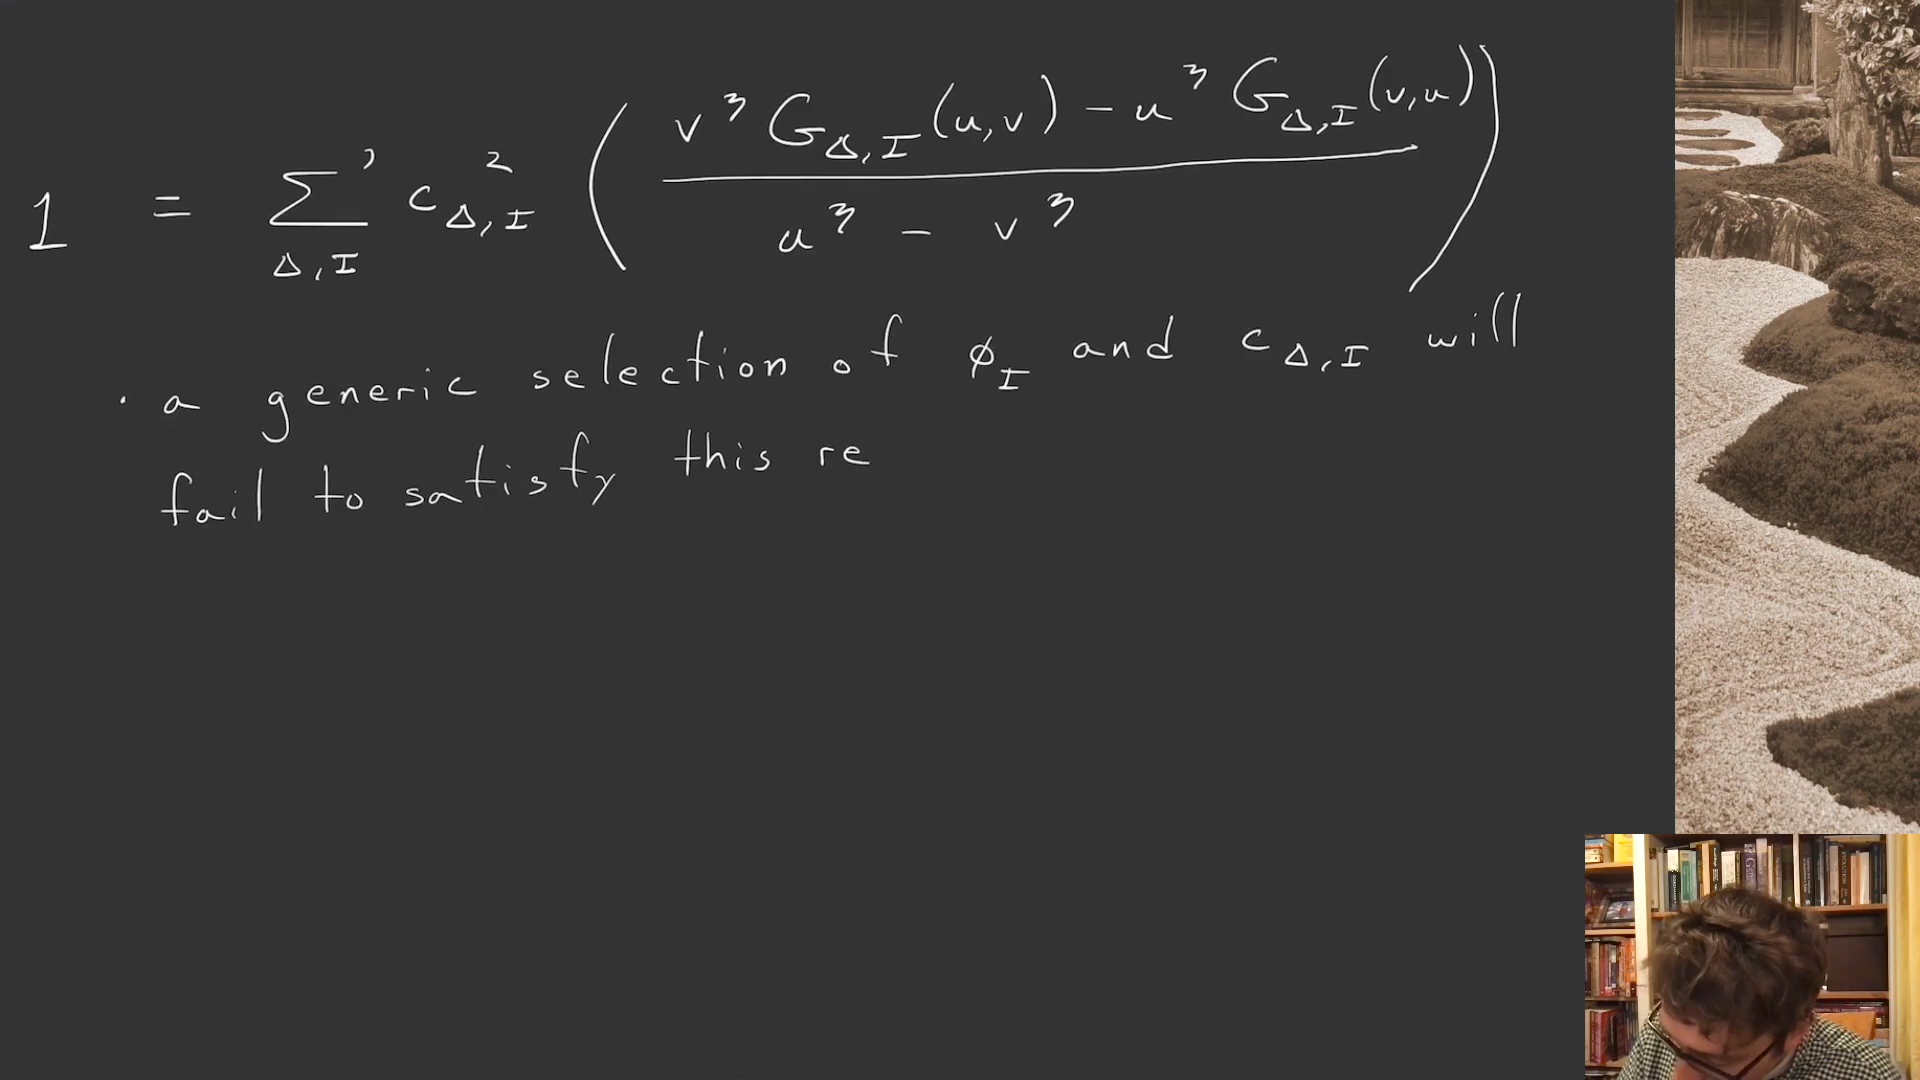 1 = Σ'_{Δ,I} c²_{Δ,I} ( (v³ G_{Δ,I}(u,v) − u³ G_{Δ,I}(v,u)) / (u³ − v³) )
· a generic selection of φ_I and c_{Δ,I} will
fail to satisfy this re